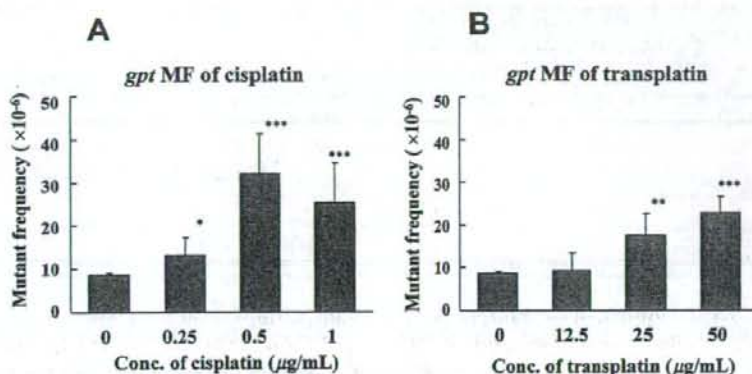 A
gpt MF of cisplatin
Mutant frequency ( ×10⁻⁶)
50
40
30
20
10
0
*
***
***
0 0.25 0.5 1
Conc. of cisplatin (µg/mL)
B
gpt MF of transplatin
Mutant frequency ( ×10⁻⁶)
50
40
30
20
10
0
**
***
0 12.5 25 50
Conc. of transplatin (µg/mL)